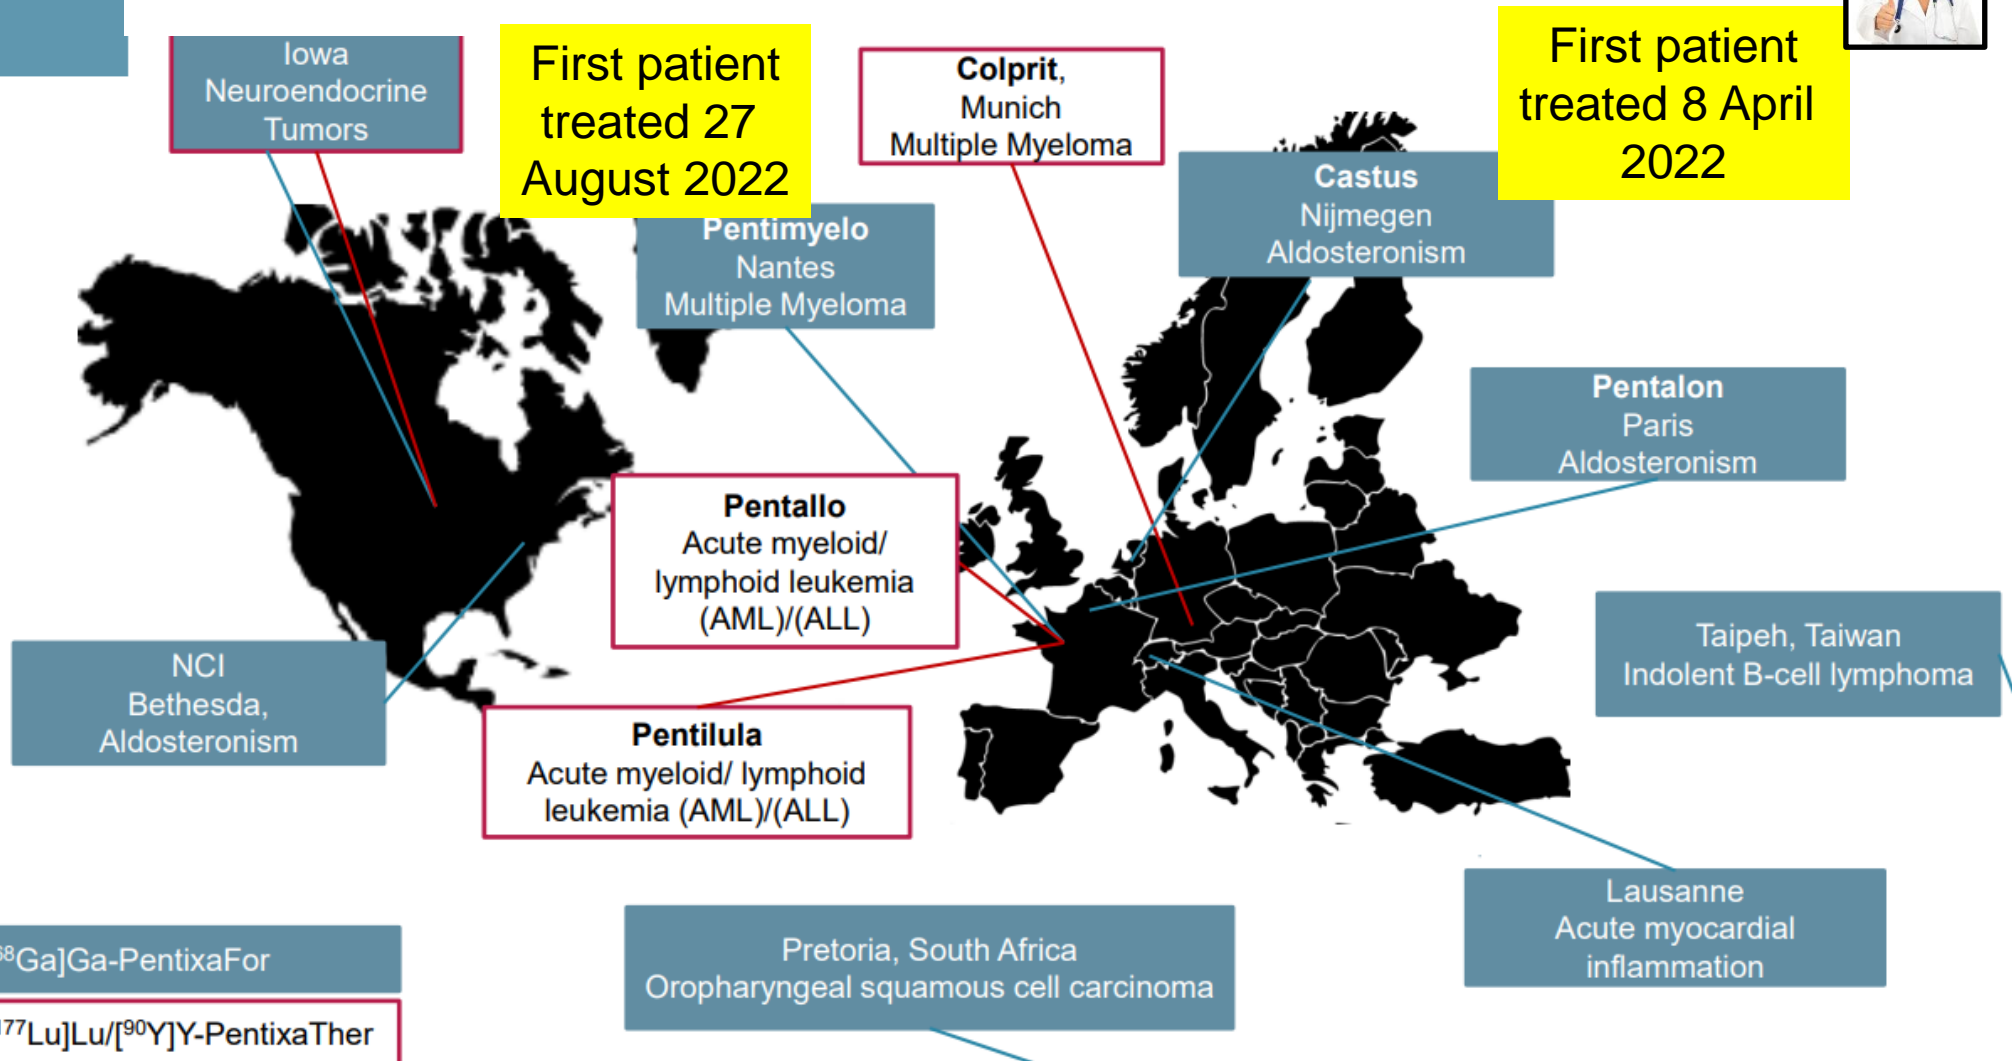 Iowa
Neuroendocrine
Tumors
First patient
treated 27
August 2022
Colprit,
Munich
Multiple Myeloma
First patient
treated 8 April
2022
Castus
Nijmegen
Aldosteronism
Pentimyelo
Nantes
Multiple Myeloma
Pentalon
Paris
Aldosteronism
Pentallo
Acute myeloid/
lymphoid leukemia
(AML)/(ALL)
Taipeh, Taiwan
Indolent B-cell lymphoma
NCI
Bethesda,
Aldosteronism
Pentilula
Acute myeloid/ lymphoid
leukemia (AML)/(ALL)
Lausanne
Acute myocardial
inflammation
Pretoria, South Africa
Oropharyngeal squamous cell carcinoma
⁶⁸Ga]Ga-PentixaFor
¹⁷⁷Lu]Lu/[⁹⁰Y]Y-PentixaTher